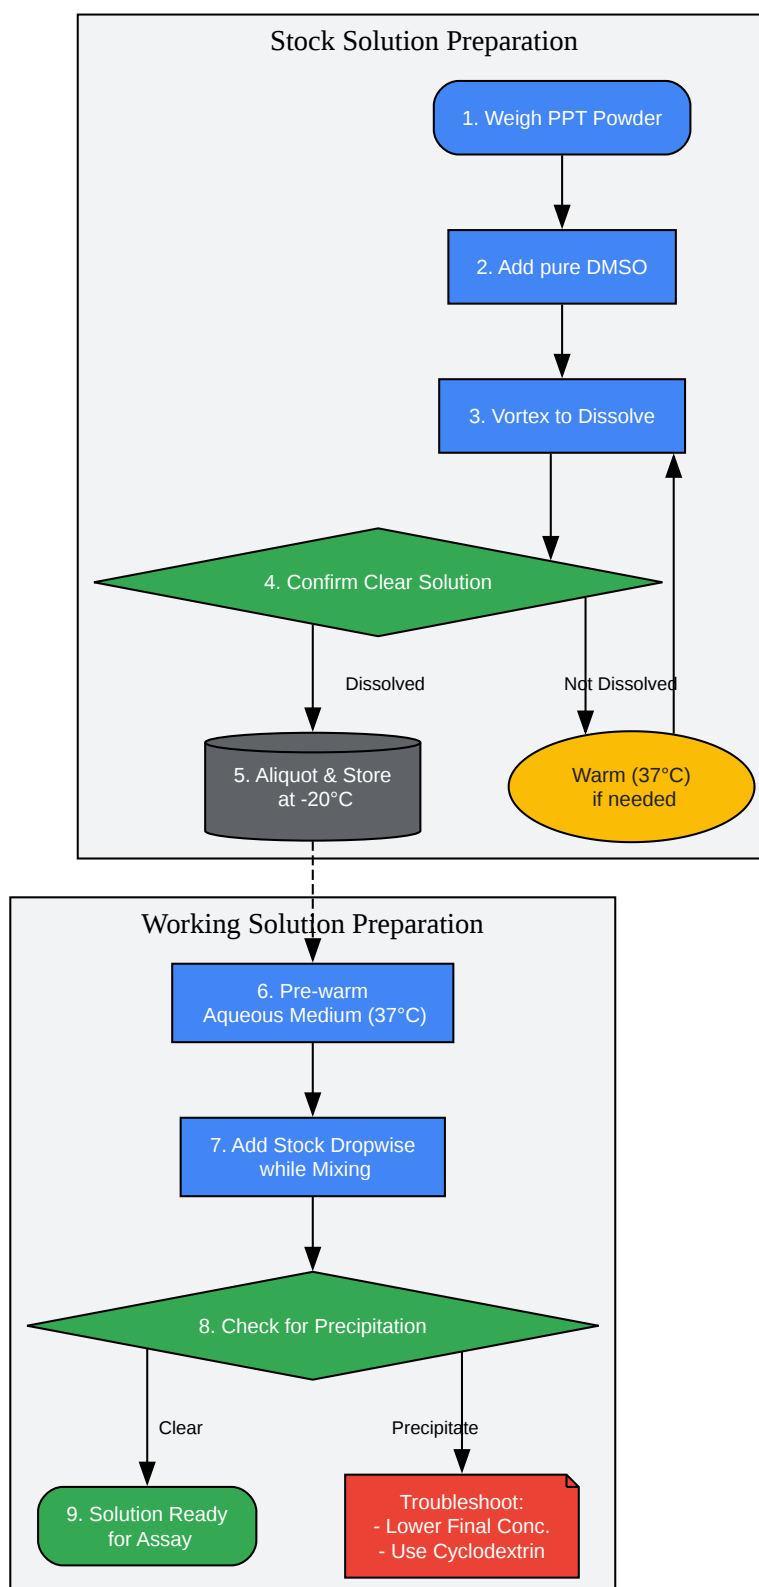 Stock Solution Preparation
1. Weigh PPT Powder
2. Add pure DMSO
3. Vortex to Dissolve
4. Confirm Clear Solution
Dissolved
Not Dissolved
5. Aliquot & Store
at -20°C
Warm (37°C)
if needed
Working Solution Preparation
6. Pre-warm
Aqueous Medium (37°C)
7. Add Stock Dropwise
while Mixing
8. Check for Precipitation
Clear
Precipitate
9. Solution Ready
for Assay
Troubleshoot:
- Lower Final Conc.
- Use Cyclodextrin